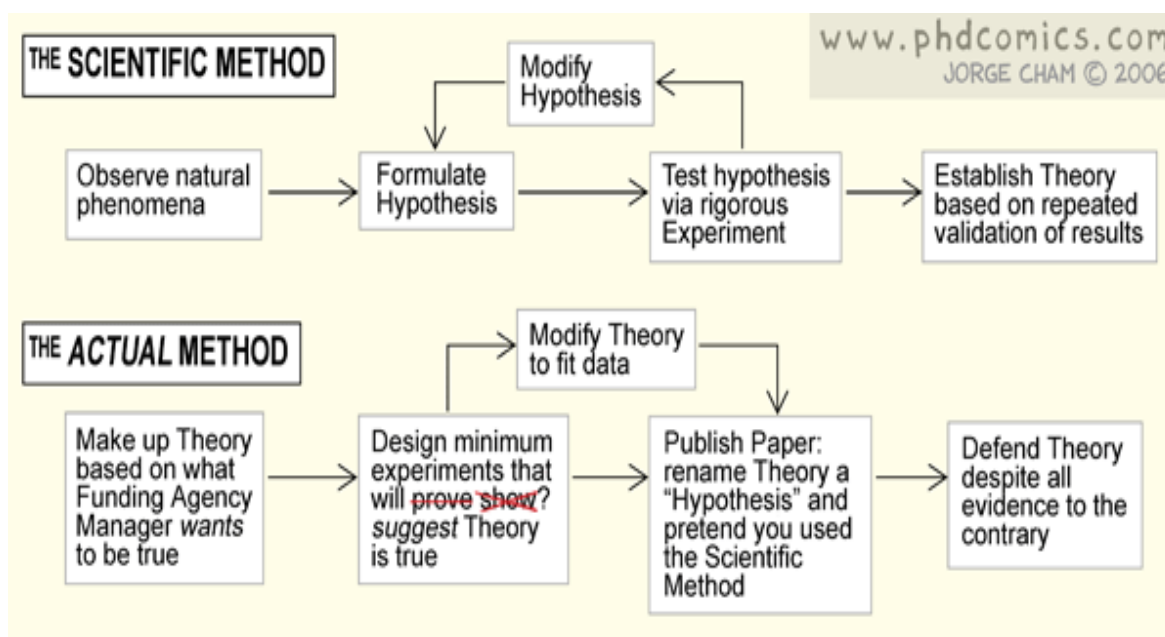 www.phdcomics.com
JORGE CHAM © 2006
THE SCIENTIFIC METHOD
Modify
Hypothesis
Observe natural
phenomena
Formulate
Hypothesis
Test hypothesis
via rigorous
Experiment
Establish Theory
based on repeated
validation of results
THE ACTUAL METHOD
Modify Theory
to fit data
Make up Theory
based on what
Funding Agency
Manager wants
to be true
Design minimum
experiments that
will prove show?
suggest Theory
is true
Publish Paper:
rename Theory a
“Hypothesis” and
pretend you used
the Scientific
Method
Defend Theory
despite all
evidence to the
contrary